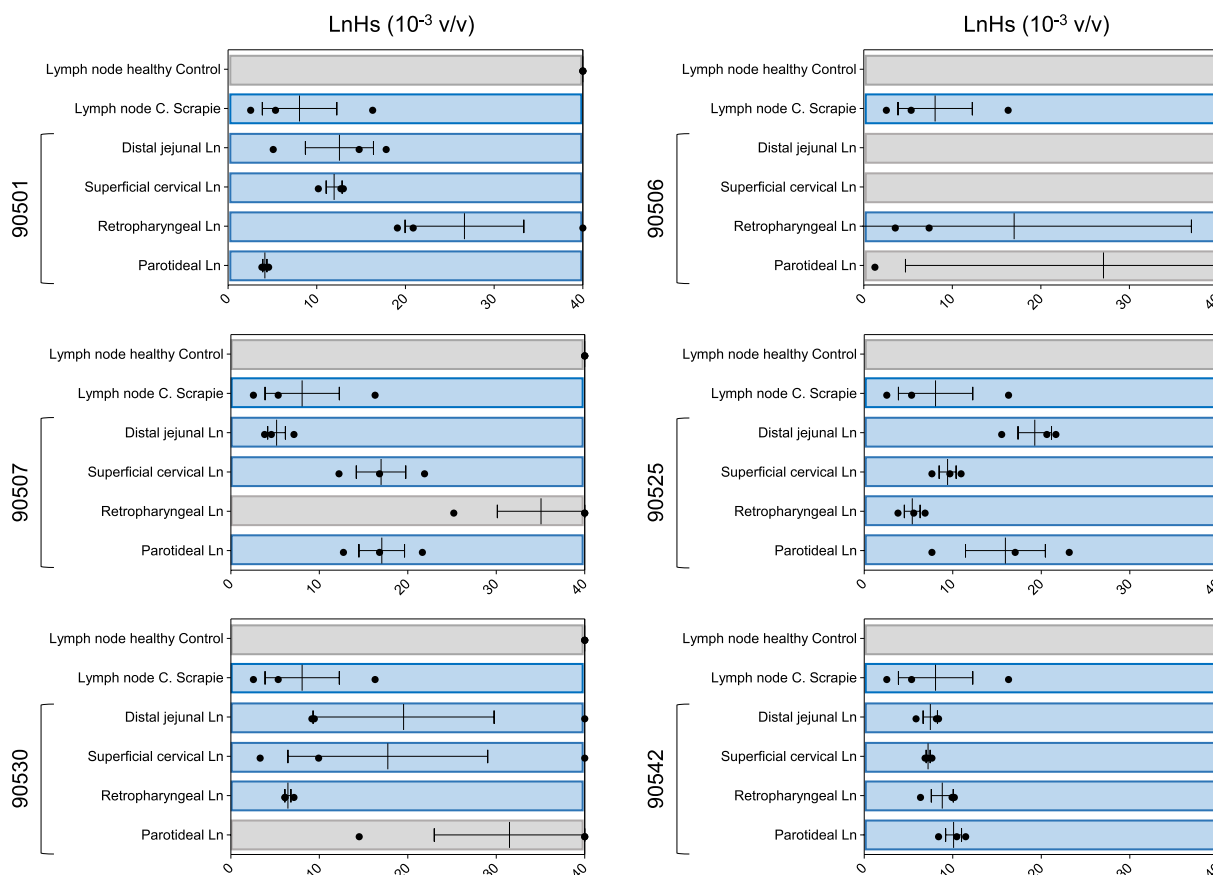 LnHs (10-3 v/v)
Lymph node healthy Control
Lymph node C. Scrapie
Distal jejunal Ln
Superficial cervical Ln
Retropharyngeal Ln
Parotideal Ln
90501
0 10 20 30 40
LnHs (10-3 v/v)
Lymph node healthy Control
Lymph node C. Scrapie
Distal jejunal Ln
Superficial cervical Ln
Retropharyngeal Ln
Parotideal Ln
90506
0 10 20 30 40
Lymph node healthy Control
Lymph node C. Scrapie
Distal jejunal Ln
Superficial cervical Ln
Retropharyngeal Ln
Parotideal Ln
90507
0 10 20 30 40
Lymph node healthy Control
Lymph node C. Scrapie
Distal jejunal Ln
Superficial cervical Ln
Retropharyngeal Ln
Parotideal Ln
90525
0 10 20 30 40
Lymph node healthy Control
Lymph node C. Scrapie
Distal jejunal Ln
Superficial cervical Ln
Retropharyngeal Ln
Parotideal Ln
90530
0 10 20 30 40
Lymph node healthy Control
Lymph node C. Scrapie
Distal jejunal Ln
Superficial cervical Ln
Retropharyngeal Ln
Parotideal Ln
90542
0 10 20 30 40